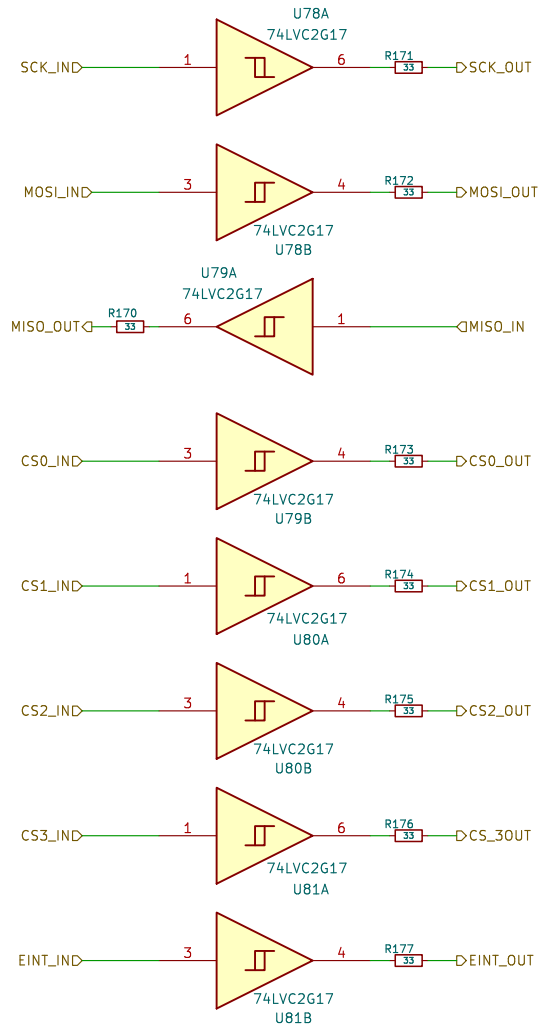 U78A
74LVC2G17
SCK_IN 1 6 R171 33 SCK_OUT
MOSI_IN 3 4 R172 33 MOSI_OUT
74LVC2G17
U78B
U79A
74LVC2G17
MISO_OUT R170 33 6 1 MISO_IN
CS0_IN 3 4 R173 33 CS0_OUT
74LVC2G17
U79B
CS1_IN 1 6 R174 33 CS1_OUT
74LVC2G17
U80A
CS2_IN 3 4 R175 33 CS2_OUT
74LVC2G17
U80B
CS3_IN 1 6 R176 33 CS_3OUT
74LVC2G17
U81A
EINT_IN 3 4 R177 33 EINT_OUT
74LVC2G17
U81B